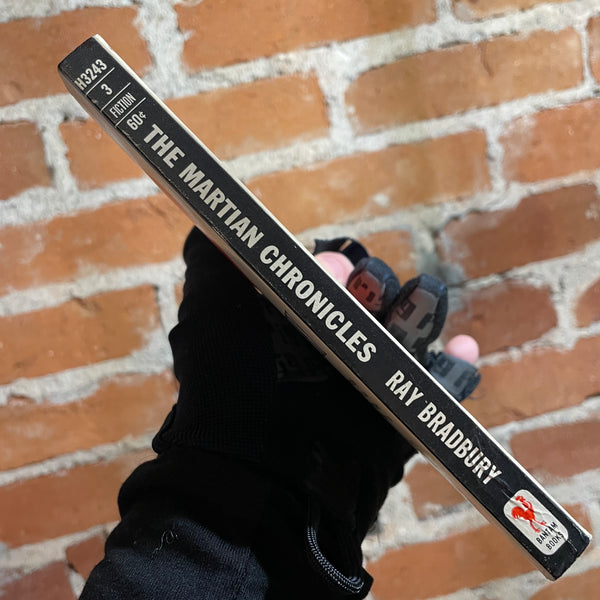 H3243
3
FICTION
60¢
THE MARTIAN CHRONICLES RAY BRADBURY
BANTAM
BOOKS